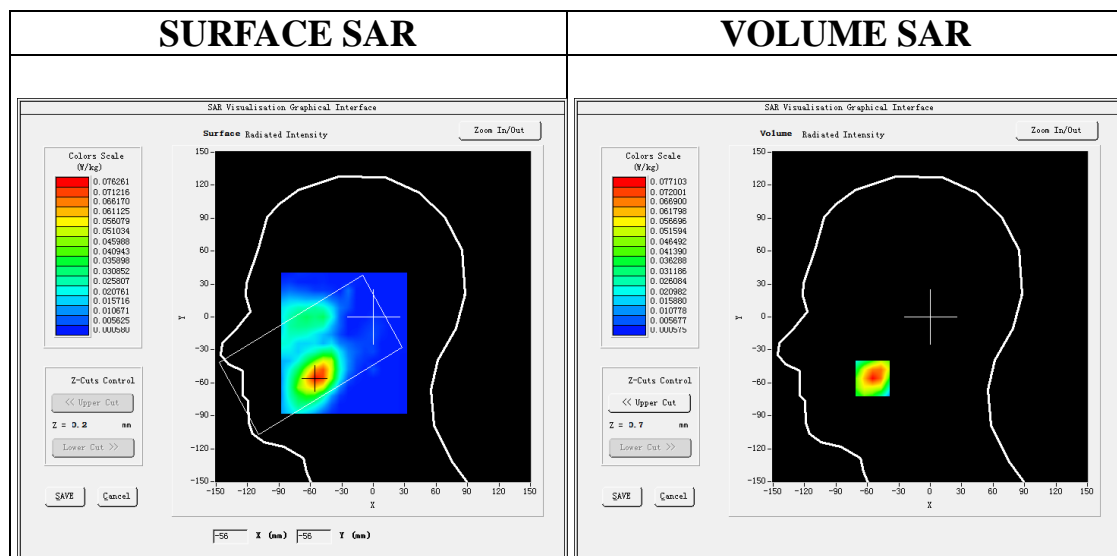 SURFACE SAR
VOLUME SAR
SAR Visualisation Graphical Interface
Surface Radiated Intensity
Zoom In/Out
Colors Scale
(W/kg)
0.076261
0.071216
0.066170
0.061125
0.056079
0.051034
0.045988
0.040943
0.035898
0.030852
0.025807
0.020761
0.015716
0.010671
0.005625
0.000580
Z-Cuts Control
<< Upper Cut
Z = 0.2 mm
Lower Cut >>
SAVE
Cancel
150
120
90
60
30
0
-30
-60
-90
-120
-150
Y
-150 -120 -90 -60 -30 0 30 60 90 120 150
X
-56 X (mm) -56 Y (mm)
SAR Visualisation Graphical Interface
Volume Radiated Intensity
Zoom In/Out
Colors Scale
(W/kg)
0.077103
0.072001
0.066900
0.061798
0.056696
0.051594
0.046492
0.041390
0.036288
0.031186
0.026084
0.020982
0.015880
0.010778
0.005677
0.000575
Z-Cuts Control
<< Upper Cut
Z = 0.7 mm
Lower Cut >>
SAVE
Cancel
150
120
90
60
30
0
-30
-60
-90
-120
-150
Y
-150 -120 -90 -60 -30 0 30 60 90 120 150
X